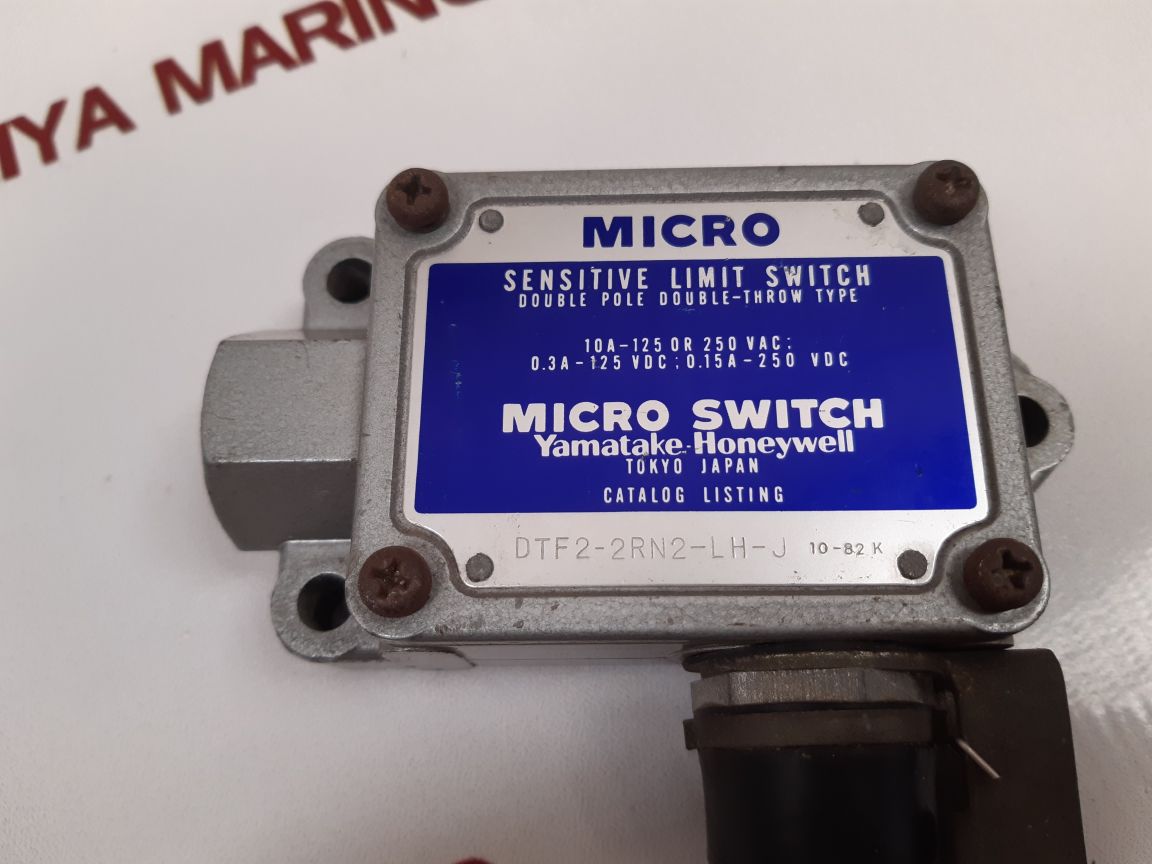 IYA MARINE
MICRO
SENSITIVE LIMIT SWITCH
DOUBLE POLE DOUBLE-THROW TYPE
10A-125 OR 250 VAC;
0.3A-125 VDC; 0.15A-250 VDC
MICRO SWITCH
Yamatake-Honeywell
TOKYO JAPAN
CATALOG LISTING
DTF2-2RN2-LH-J 10-82 K